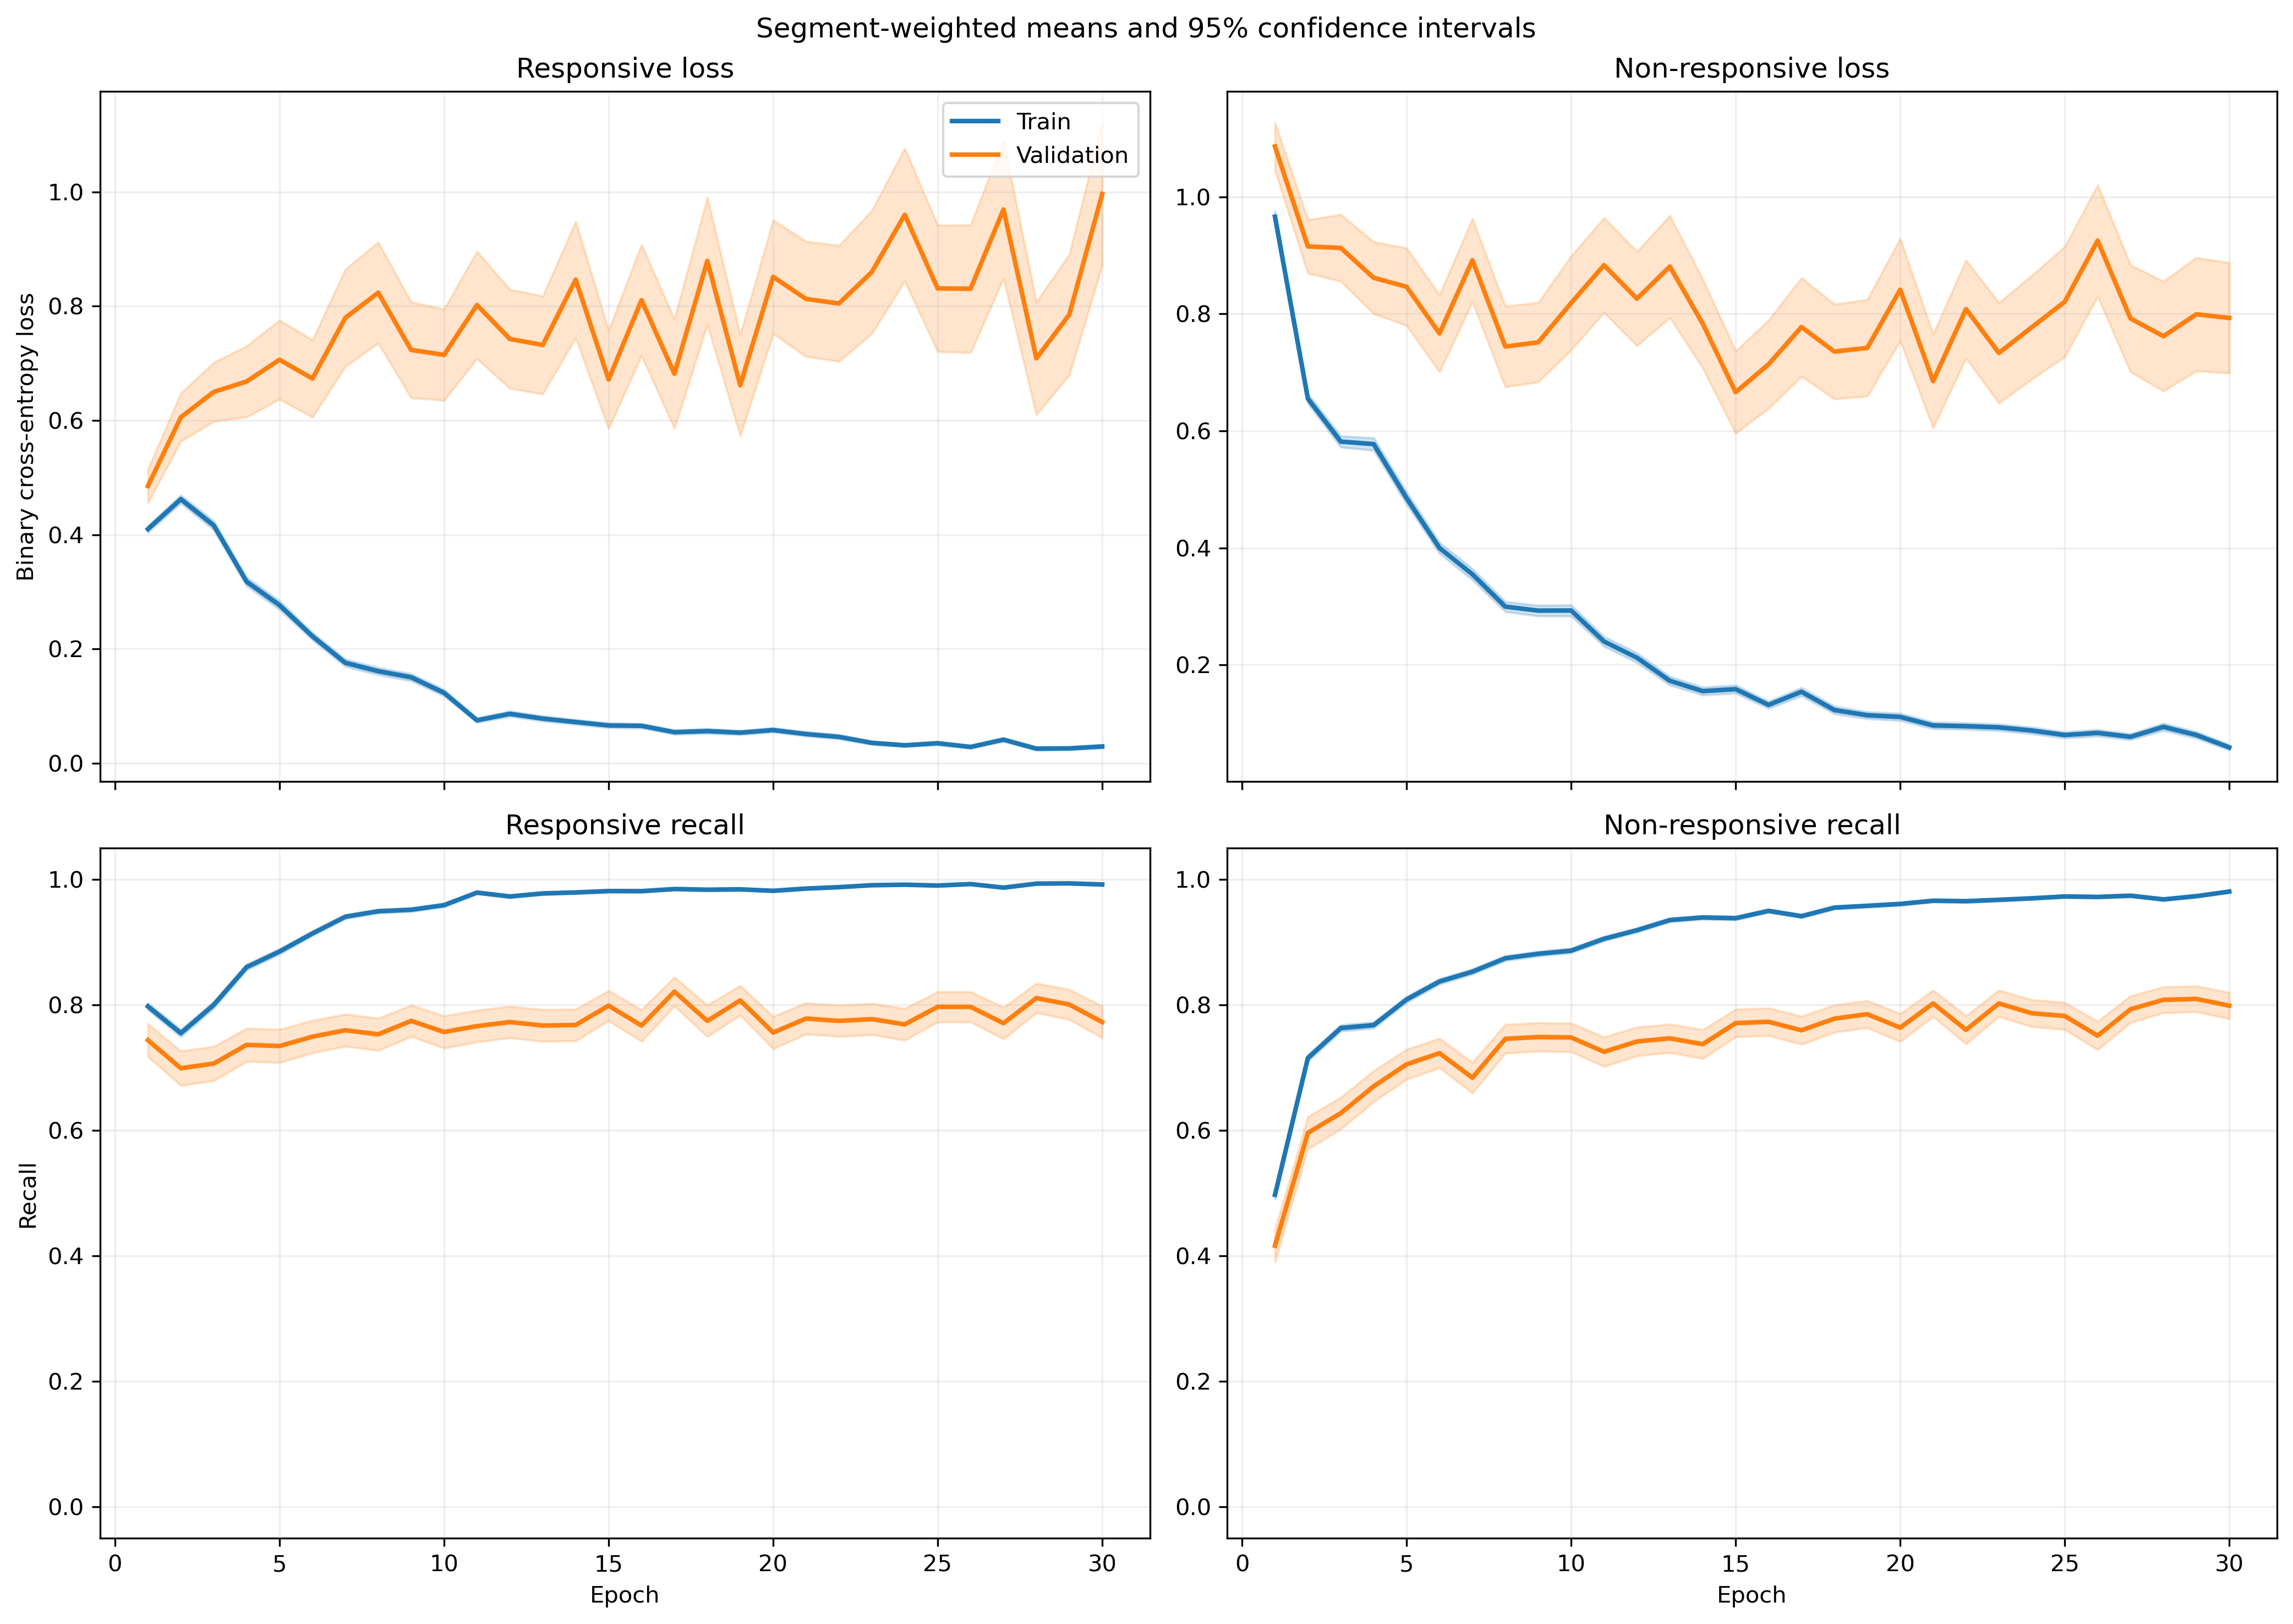 Segment-weighted means and 95% confidence intervals
Responsive loss
Non-responsive loss
Train
Validation
Binary cross-entropy loss
1.0
0.8
0.6
0.4
0.2
0.0
1.0
0.8
0.6
0.4
0.2
Responsive recall
Non-responsive recall
Recall
1.0
0.8
0.6
0.4
0.2
0.0
0 5 10 15 20 25 30
Epoch
1.0
0.8
0.6
0.4
0.2
0.0
0 5 10 15 20 25 30
Epoch